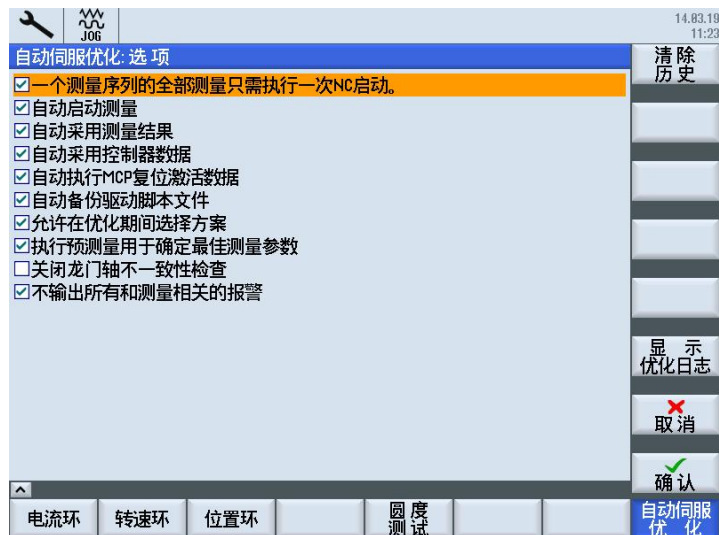 JOG
14.03.19
11:23
自动伺服优化: 选 项
一个测量序列的全部测量只需执行一次NC启动。
自动启动测量
自动采用测量结果
自动采用控制器数据
自动执行MCP复位激活数据
自动备份驱动脚本文件
允许在优化期间选择方案
执行预测量用于确定最佳测量参数
关闭龙门轴不一致性检查
不输出所有和测量相关的报警
清 除
历 史
显 示
优化日志
取 消
确 认
电流环
转速环
位置环
圆 度
测 试
自动伺服
优 化